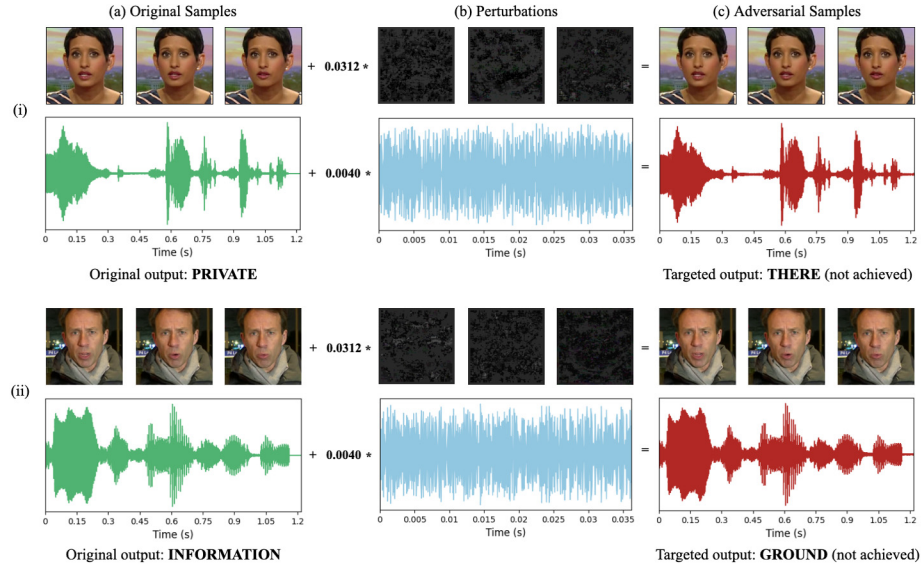 (a) Original Samples (b) Perturbations (c) Adversarial Samples
+ 0.0312 * =
(i)
+ 0.0040 * =
0 0.15 0.3 0.45 0.6 0.75 0.9 1.05 1.2 0 0.005 0.01 0.015 0.02 0.025 0.03 0.035 0 0.15 0.3 0.45 0.6 0.75 0.9 1.05 1.2
Time (s) Time (s) Time (s)
Original output: PRIVATE Targeted output: THERE (not achieved)
+ 0.0312 * =
(ii)
+ 0.0040 * =
0 0.15 0.3 0.45 0.6 0.75 0.9 1.05 1.2 0 0.005 0.01 0.015 0.02 0.025 0.03 0.035 0 0.15 0.3 0.45 0.6 0.75 0.9 1.05 1.2
Time (s) Time (s) Time (s)
Original output: INFORMATION Targeted output: GROUND (not achieved)